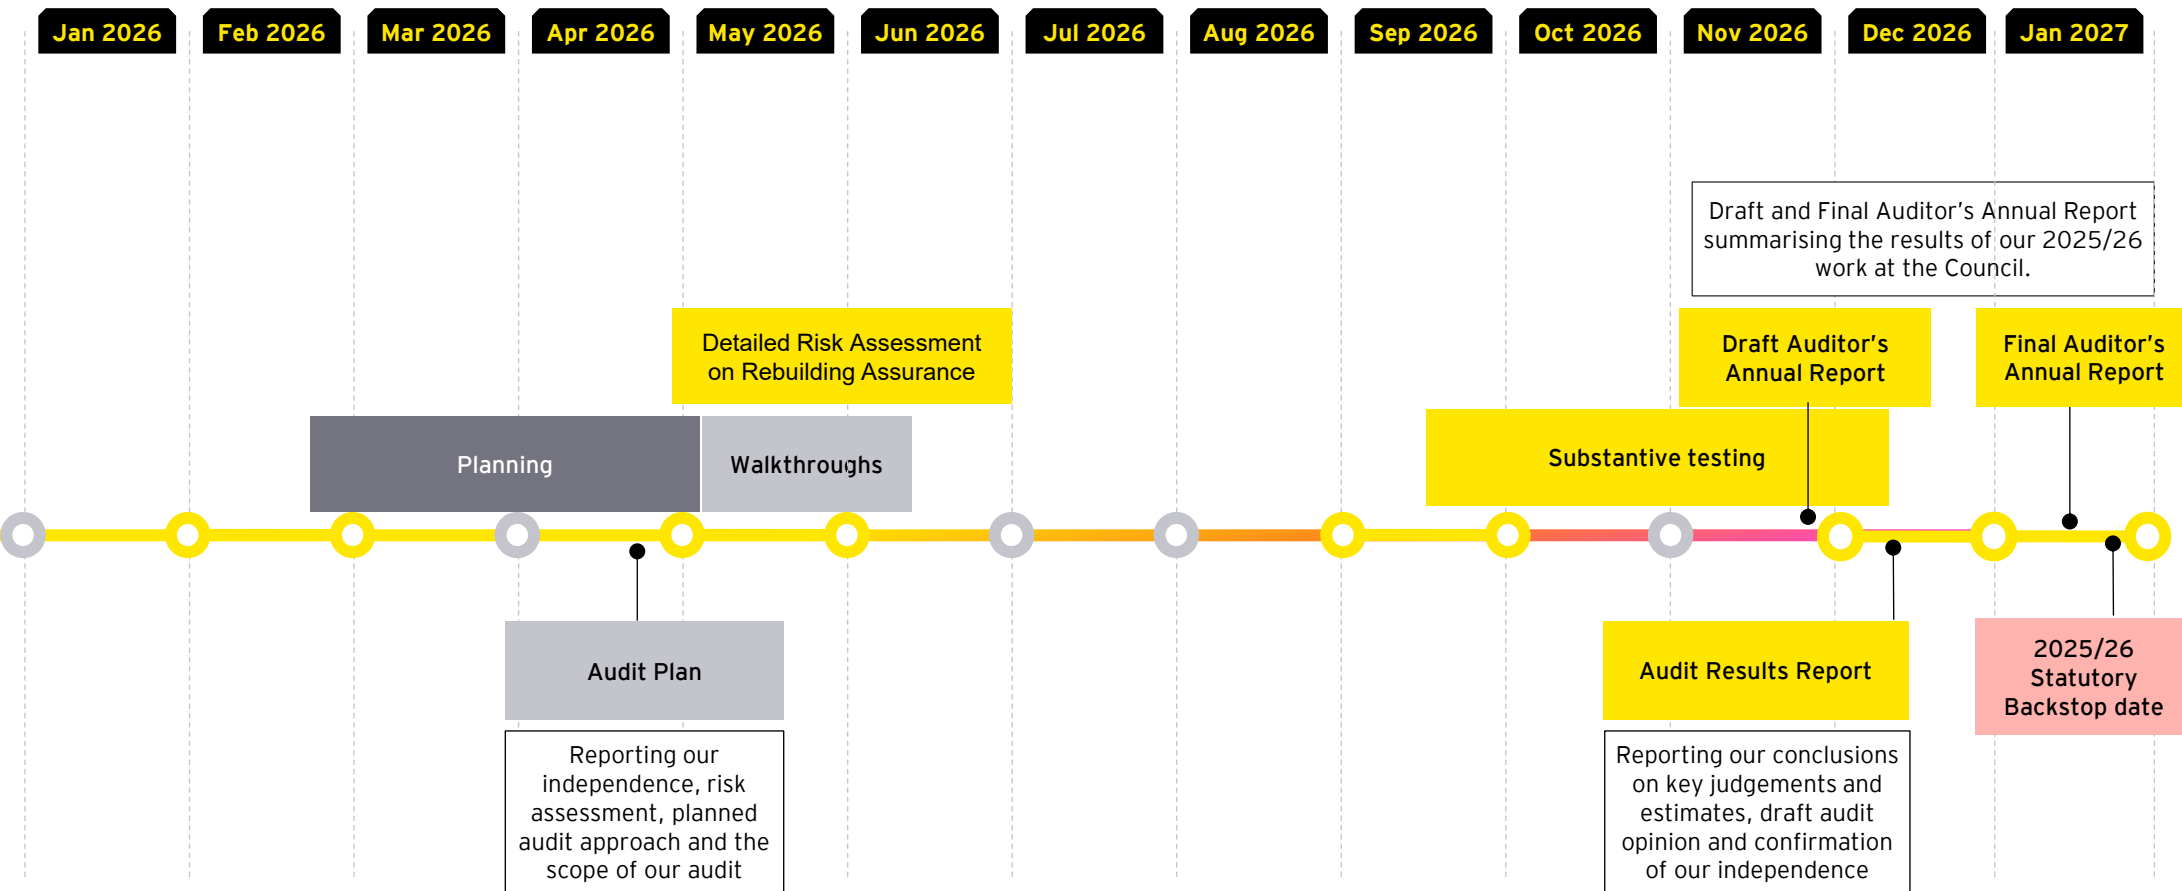 Jan 2026
Feb 2026
Mar 2026
Apr 2026
May 2026
Jun 2026
Jul 2026
Aug 2026
Sep 2026
Oct 2026
Nov 2026
Dec 2026
Jan 2027
Draft and Final Auditor’s Annual Report
summarising the results of our 2025/26
work at the Council.
Detailed Risk Assessment
on Rebuilding Assurance
Draft Auditor’s
Annual Report
Final Auditor’s
Annual Report
Planning
Walkthroughs
Substantive testing
Audit Plan
Reporting our
independence, risk
assessment, planned
audit approach and the
scope of our audit
Audit Results Report
Reporting our conclusions
on key judgements and
estimates, draft audit
opinion and confirmation
of our independence
2025/26
Statutory
Backstop date